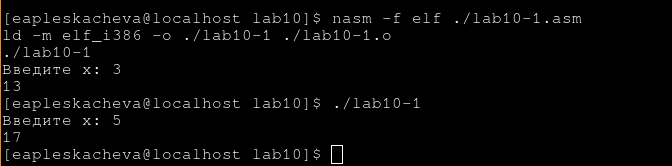 [eapleskacheva@localhost lab10]$ nasm -f elf ./lab10-1.asm
ld -m elf_i386 -o ./lab10-1 ./lab10-1.o
./lab10-1
Введите x: 3
13
[eapleskacheva@localhost lab10]$ ./lab10-1
Введите x: 5
17
[eapleskacheva@localhost lab10]$